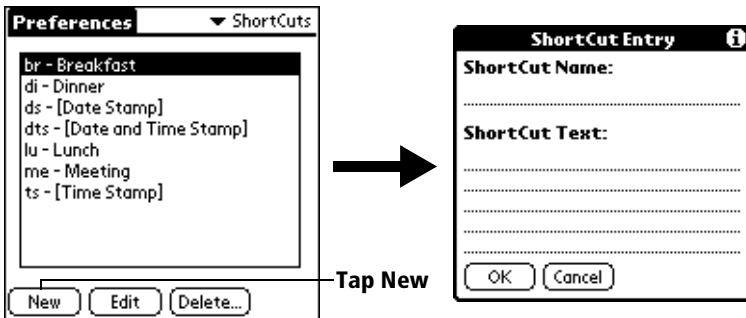 Preferences
ShortCuts
br - Breakfast
di - Dinner
ds - [Date Stamp]
dts - [Date and Time Stamp]
lu - Lunch
me - Meeting
ts - [Time Stamp]
New
Edit
Delete...
Tap New
ShortCut Entry
i
ShortCut Name:
ShortCut Text:
OK
Cancel